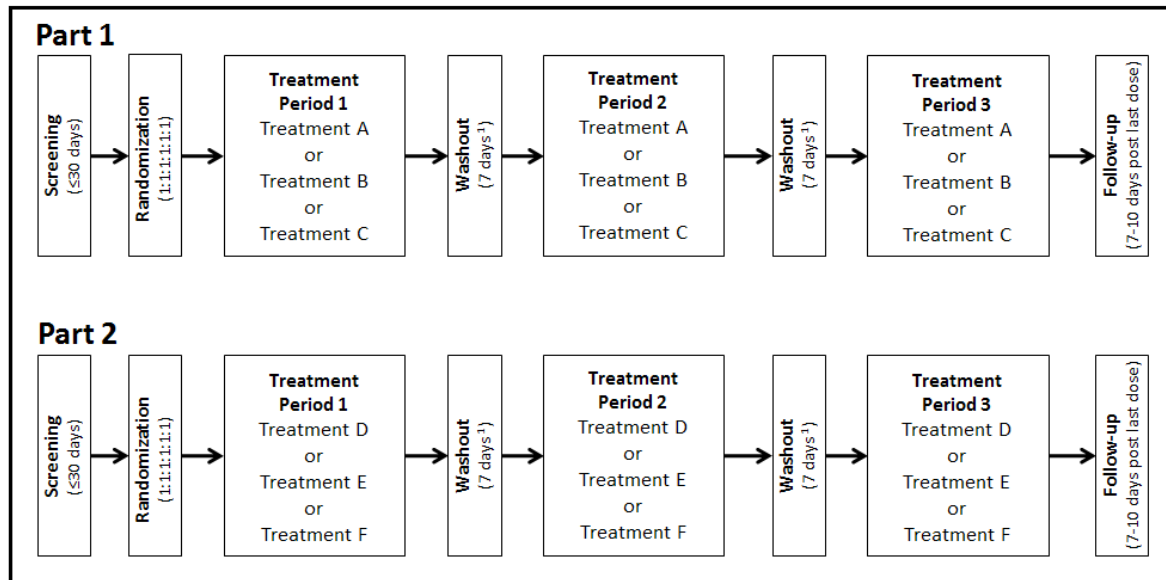 Part 1
Screening
(≤30 days)
Randomization
(1:1:1:1:1:1)
Treatment
Period 1
Treatment A
or
Treatment B
or
Treatment C
Washout
(7 days¹)
Treatment
Period 2
Treatment A
or
Treatment B
or
Treatment C
Washout
(7 days¹)
Treatment
Period 3
Treatment A
or
Treatment B
or
Treatment C
Follow-up
(7-10 days post last dose)
Part 2
Screening
(≤30 days)
Randomization
(1:1:1:1:1:1)
Treatment
Period 1
Treatment D
or
Treatment E
or
Treatment F
Washout
(7 days¹)
Treatment
Period 2
Treatment D
or
Treatment E
or
Treatment F
Washout
(7 days¹)
Treatment
Period 3
Treatment D
or
Treatment E
or
Treatment F
Follow-up
(7-10 days post last dose)